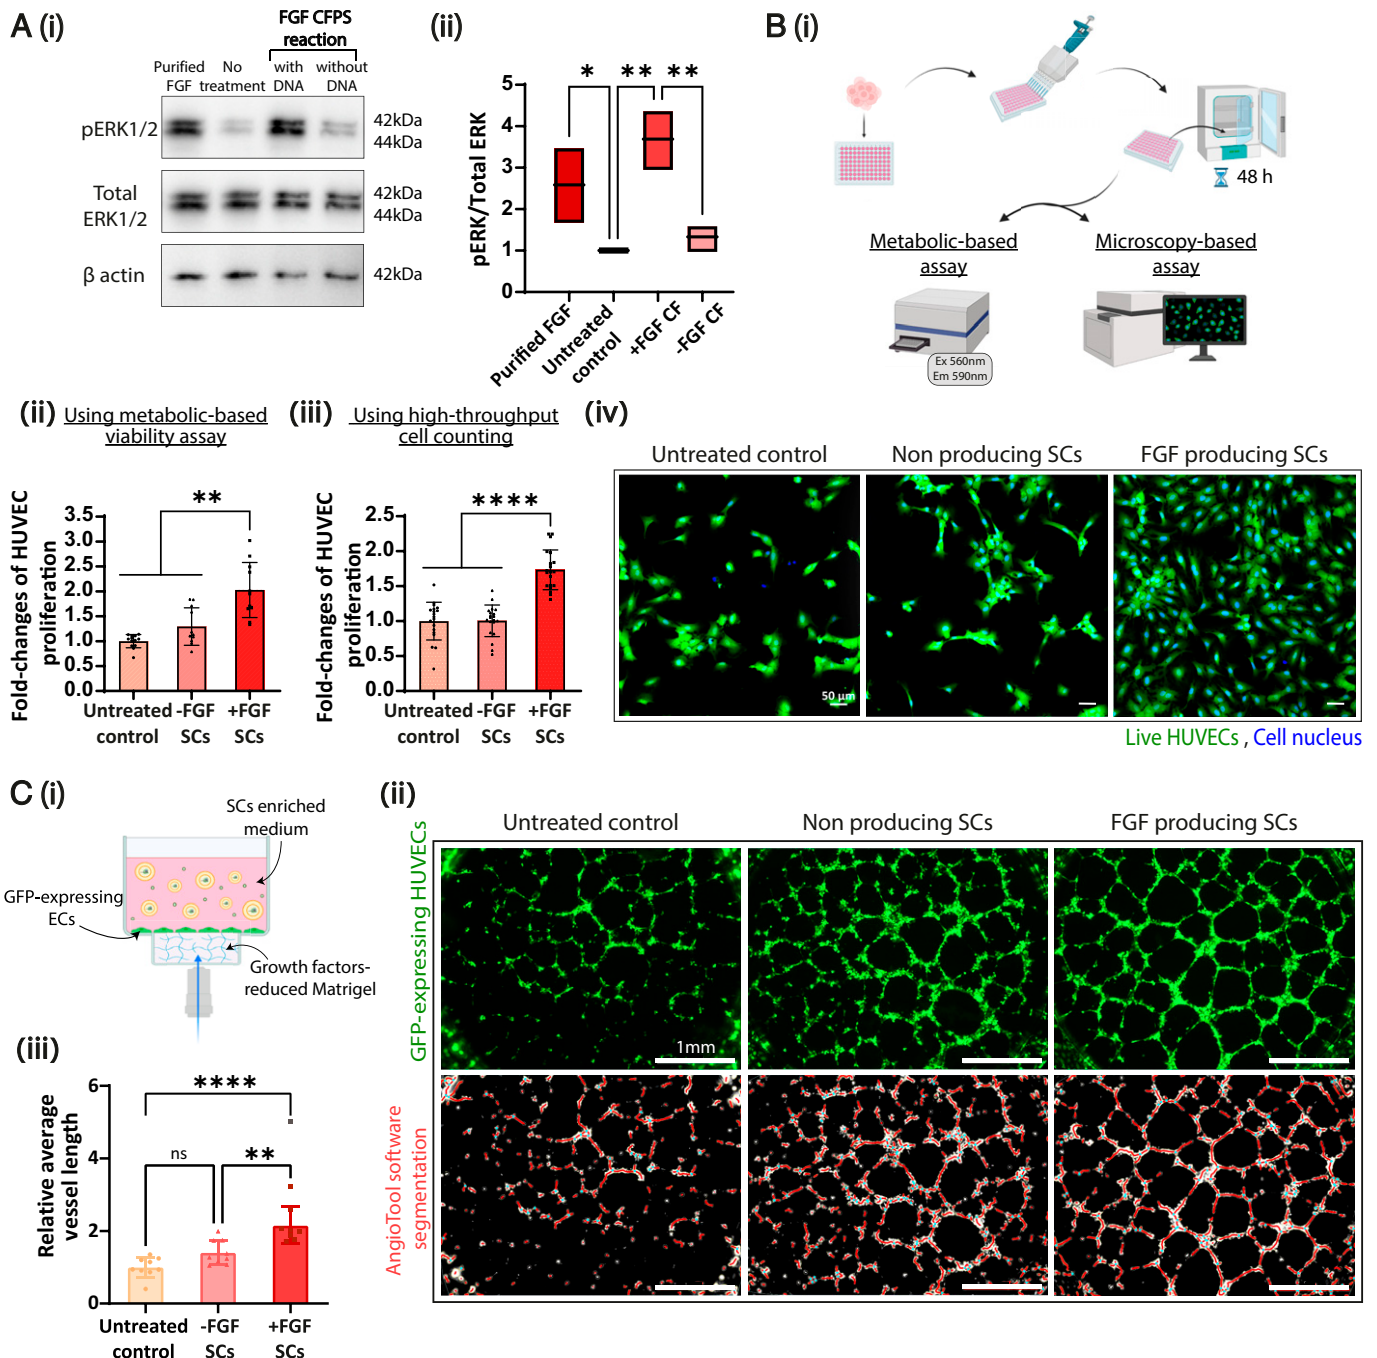 A (i)
FGF CFPS
reaction
Purified
FGF
No
treatment
with
DNA
without
DNA
pERK1/2
42kDa
44kDa
Total
ERK1/2
42kDa
44kDa
β actin
42kDa
(ii)
pERK/Total ERK
5
4
3
2
1
0
*
**
**
Purified FGF
Untreated
control
+FGF CF
-FGF CF
B (i)
48 h
Metabolic-based
assay
Microscopy-based
assay
Ex 560nm
Em 590nm
(ii)
Using metabolic-based
viability assay
Fold-changes of HUVEC
proliferation
3.5
3.0
2.5
2.0
1.5
1.0
0.5
0.0
**
Untreated
control
-FGF
SCs
+FGF
SCs
(iii)
Using high-throughput
cell counting
Fold-changes of HUVEC
proliferation
2.5
2.0
1.5
1.0
0.5
0.0
****
Untreated
control
-FGF
SCs
+FGF
SCs
(iv)
Untreated control
Non producing SCs
FGF producing SCs
50 µm
Live HUVECs , Cell nucleus
C (i)
SCs enriched
medium
GFP-expressing
ECs
Growth factors-
reduced Matrigel
(ii)
Untreated control
Non producing SCs
FGF producing SCs
GFP-expressing HUVECs
1mm
AngioTool software
segmentation
(iii)
Relative average
vessel length
6
4
2
0
****
ns
**
Untreated
control
-FGF
SCs
+FGF
SCs